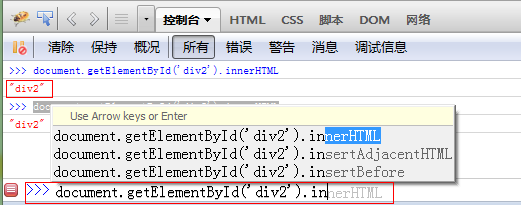 控制台 HTML CSS 脚本 DOM 网络
清除 保持 概况 所有 错误 警告 消息 调试信息
>>> document.getElementById('div2').innerHTML
"div2"
>>>
"div2"
Use Arrow keys or Enter
document.getElementById('div2').innerHTML
document.getElementById('div2').insertAdjacentHTML
document.getElementById('div2').insertBefore
>>> document.getElementById('div2').innerHTML